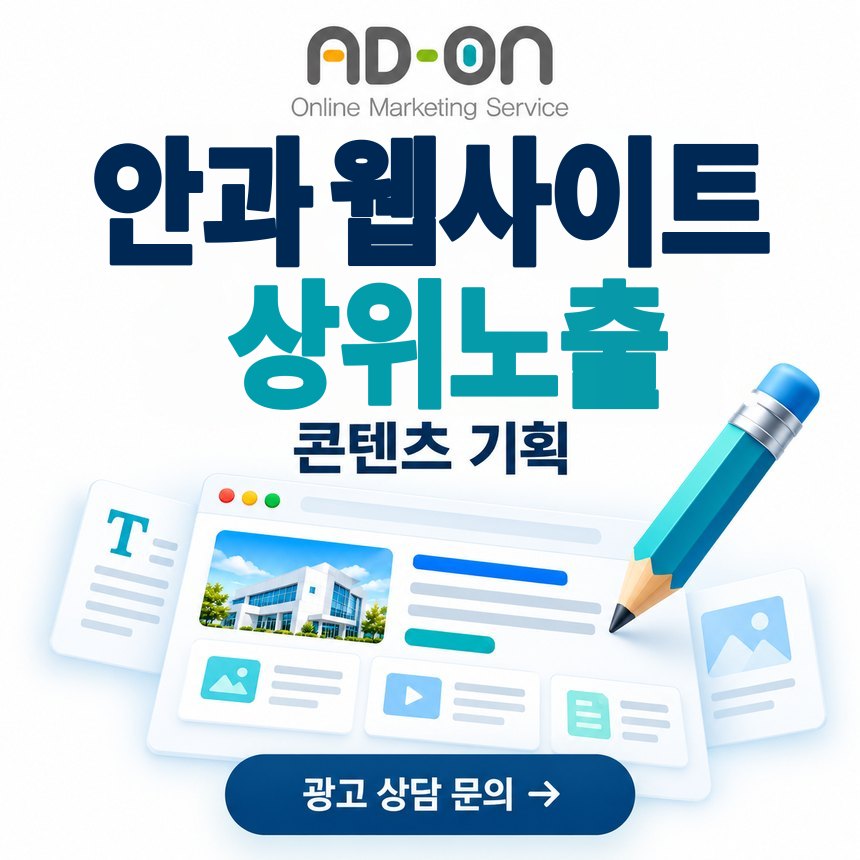 AD-ON
Online Marketing Service
안과 웹사이트
상위노출
콘텐츠 기획
T
광고 상담 문의 →